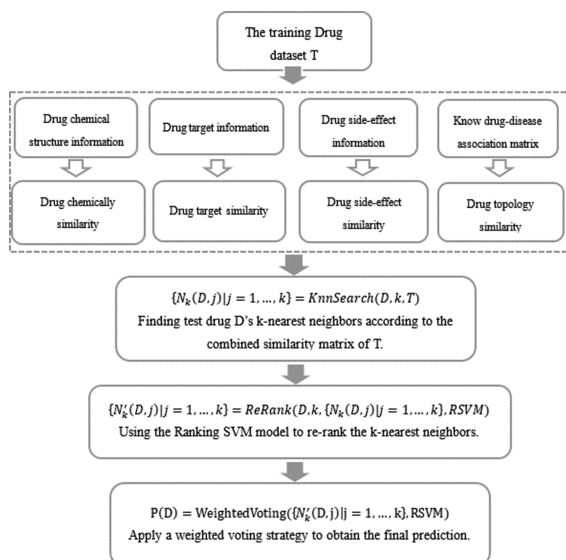 The training Drug
dataset T
Drug chemical
structure information
Drug target information
Drug side-effect
information
Know drug-disease
association matrix
Drug chemically
similarity
Drug target similarity
Drug side-effect
similarity
Drug topology
similarity
{N_k(D,j)|j = 1, ..., k} = KnnSearch(D, k, T)
Finding test drug D's k-nearest neighbors according to the
combined similarity matrix of T.
{N'_k(D,j)|j = 1, ..., k} = ReRank(D, k, {N_k(D,j)|j = 1, ..., k}, RSVM)
Using the Ranking SVM model to re-rank the k-nearest neighbors.
P(D) = WeightedVoting({N'_k(D,j)|j = 1, ..., k}, RSVM)
Apply a weighted voting strategy to obtain the final prediction.